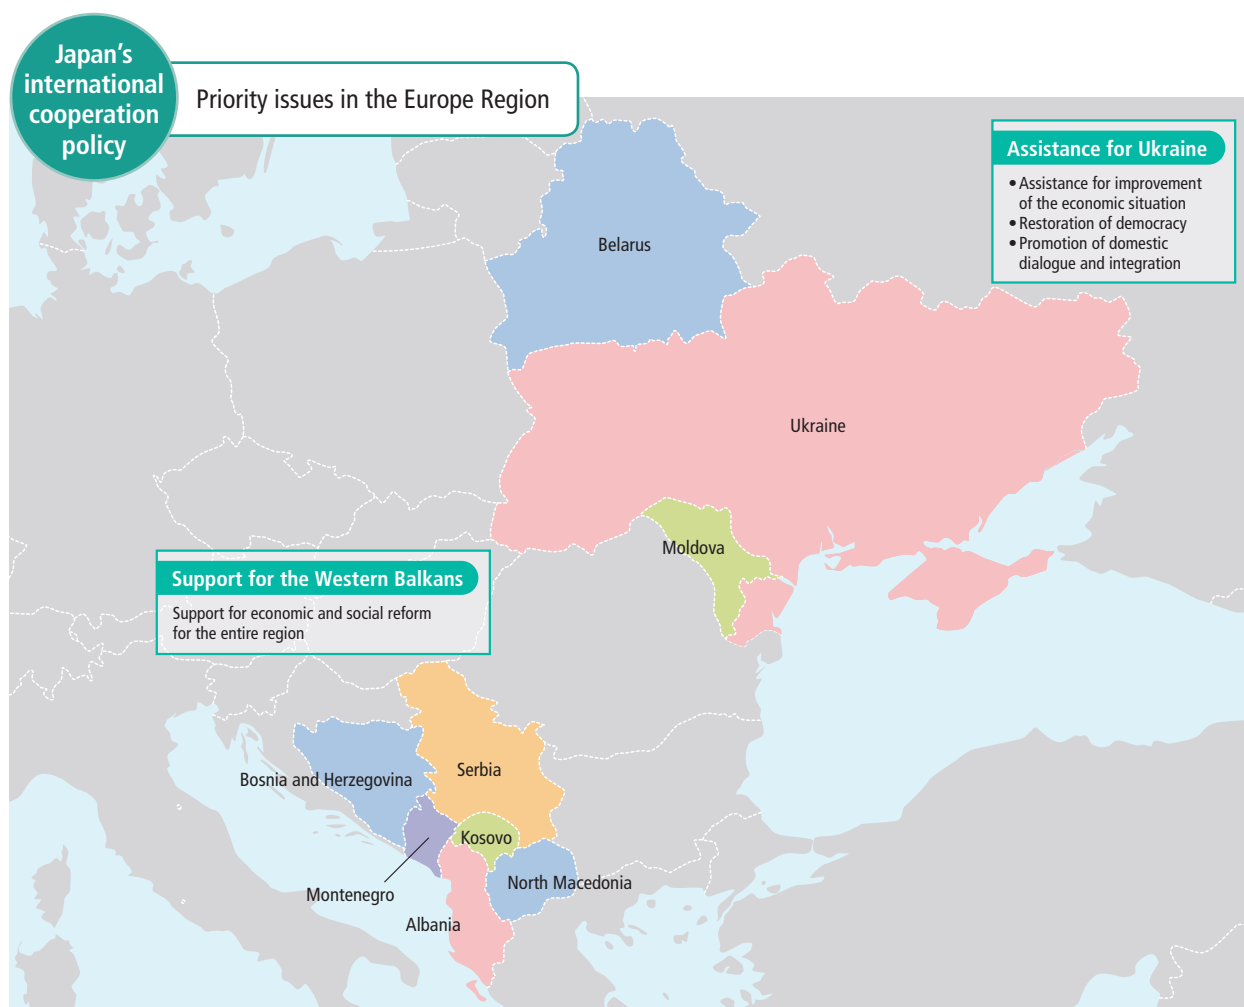 Japan's
international
cooperation
policy
Priority issues in the Europe Region
Assistance for Ukraine
• Assistance for improvement
of the economic situation
• Restoration of democracy
• Promotion of domestic
dialogue and integration
Belarus
Ukraine
Moldova
Support for the Western Balkans
Support for economic and social reform
for the entire region
Serbia
Bosnia and Herzegovina
Kosovo
North Macedonia
Montenegro
Albania